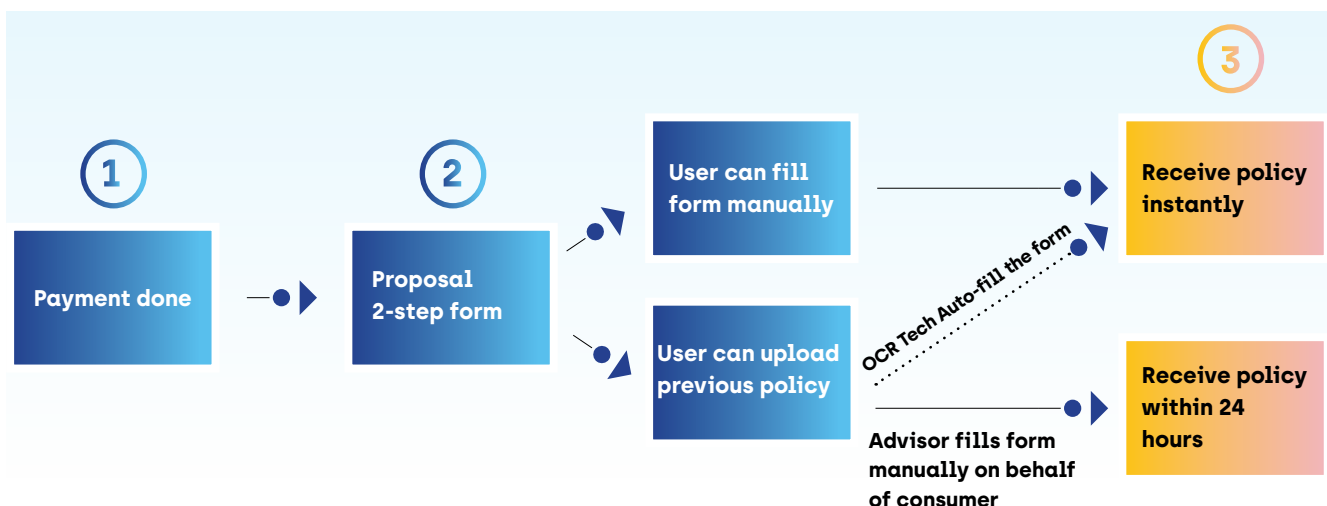 1
Payment done
2
Proposal
2-step form
User can fill
form manually
User can upload
previous policy
OCR Tech Auto-fill the form
Advisor fills form
manually on behalf
of consumer
3
Receive policy
instantly
Receive policy
within 24
hours